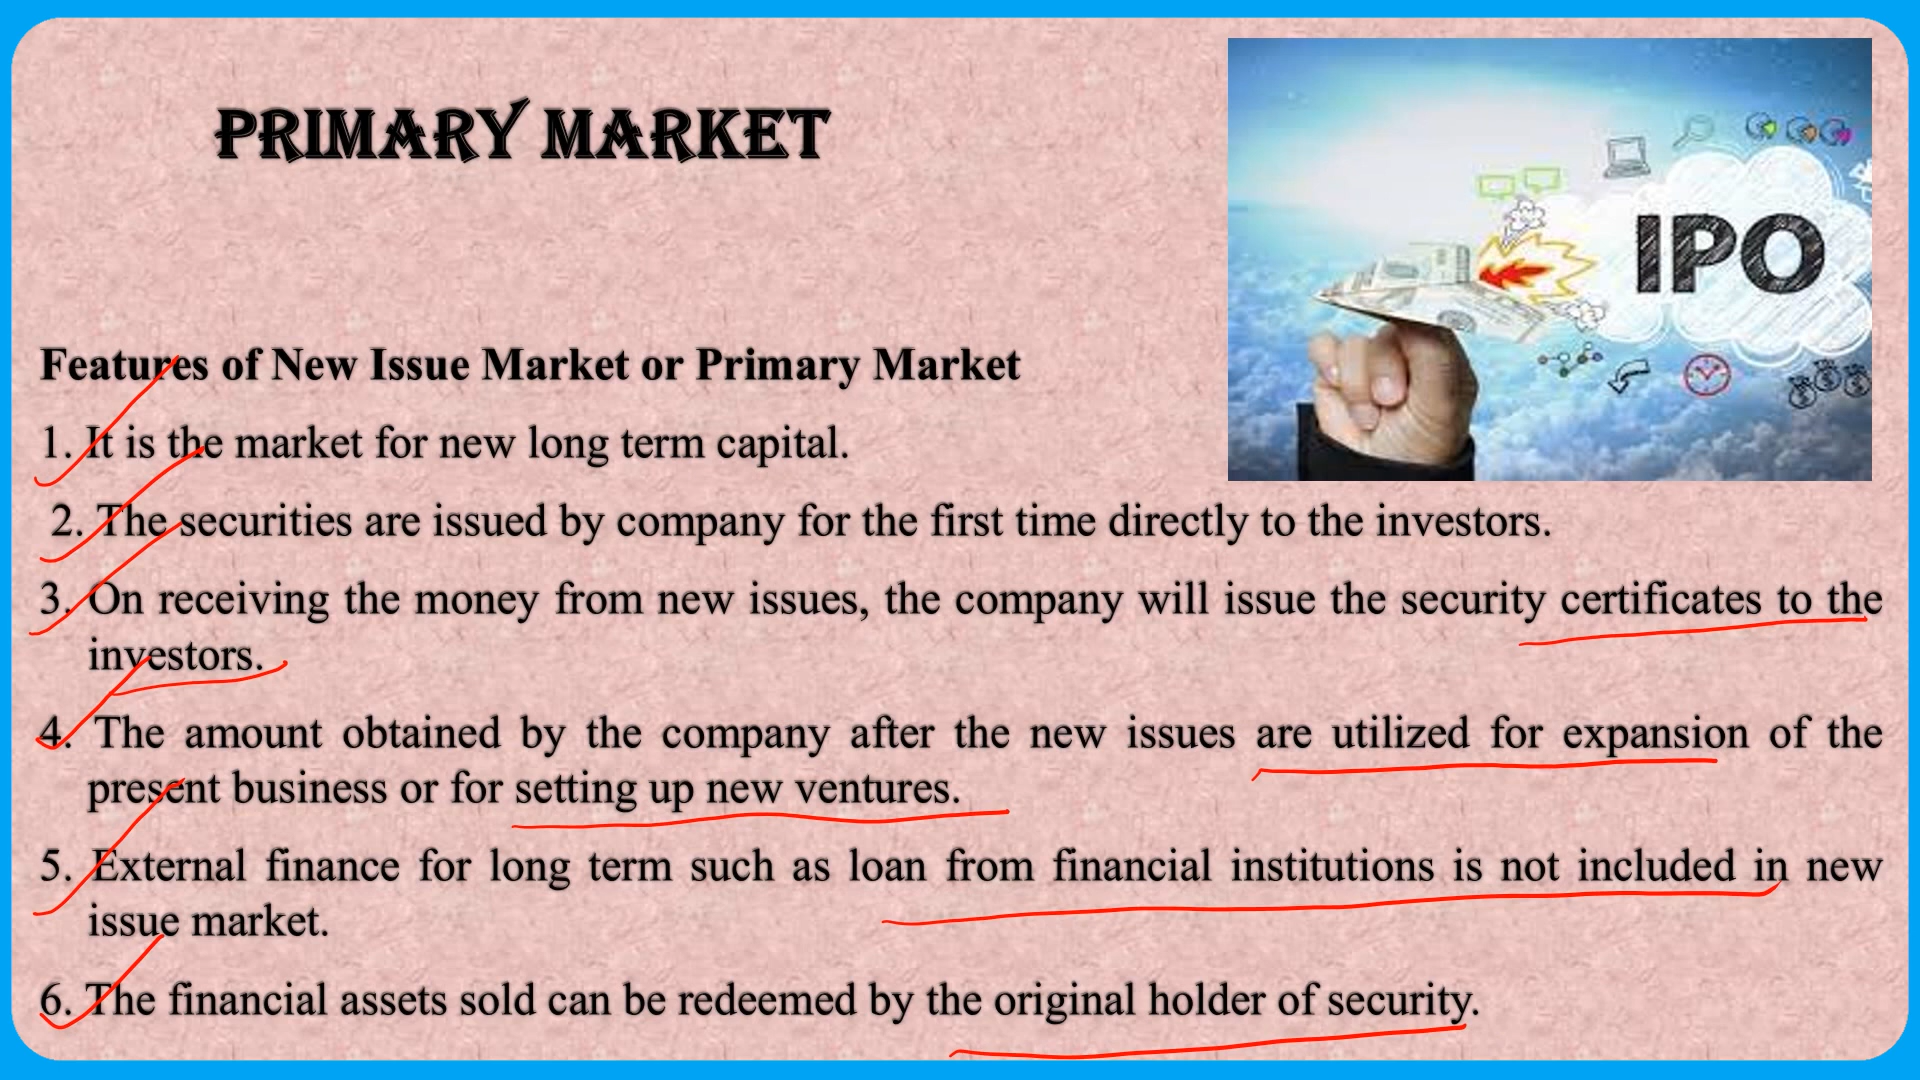 PRIMARY MARKET
IPO
Features of New Issue Market or Primary Market
1. It is the market for new long term capital.
2. The securities are issued by company for the first time directly to the investors.
3. On receiving the money from new issues, the company will issue the security certificates to the
investors.
4. The amount obtained by the company after the new issues are utilized for expansion of the
present business or for setting up new ventures.
5. External finance for long term such as loan from financial institutions is not included in new
issue market.
6. The financial assets sold can be redeemed by the original holder of security.